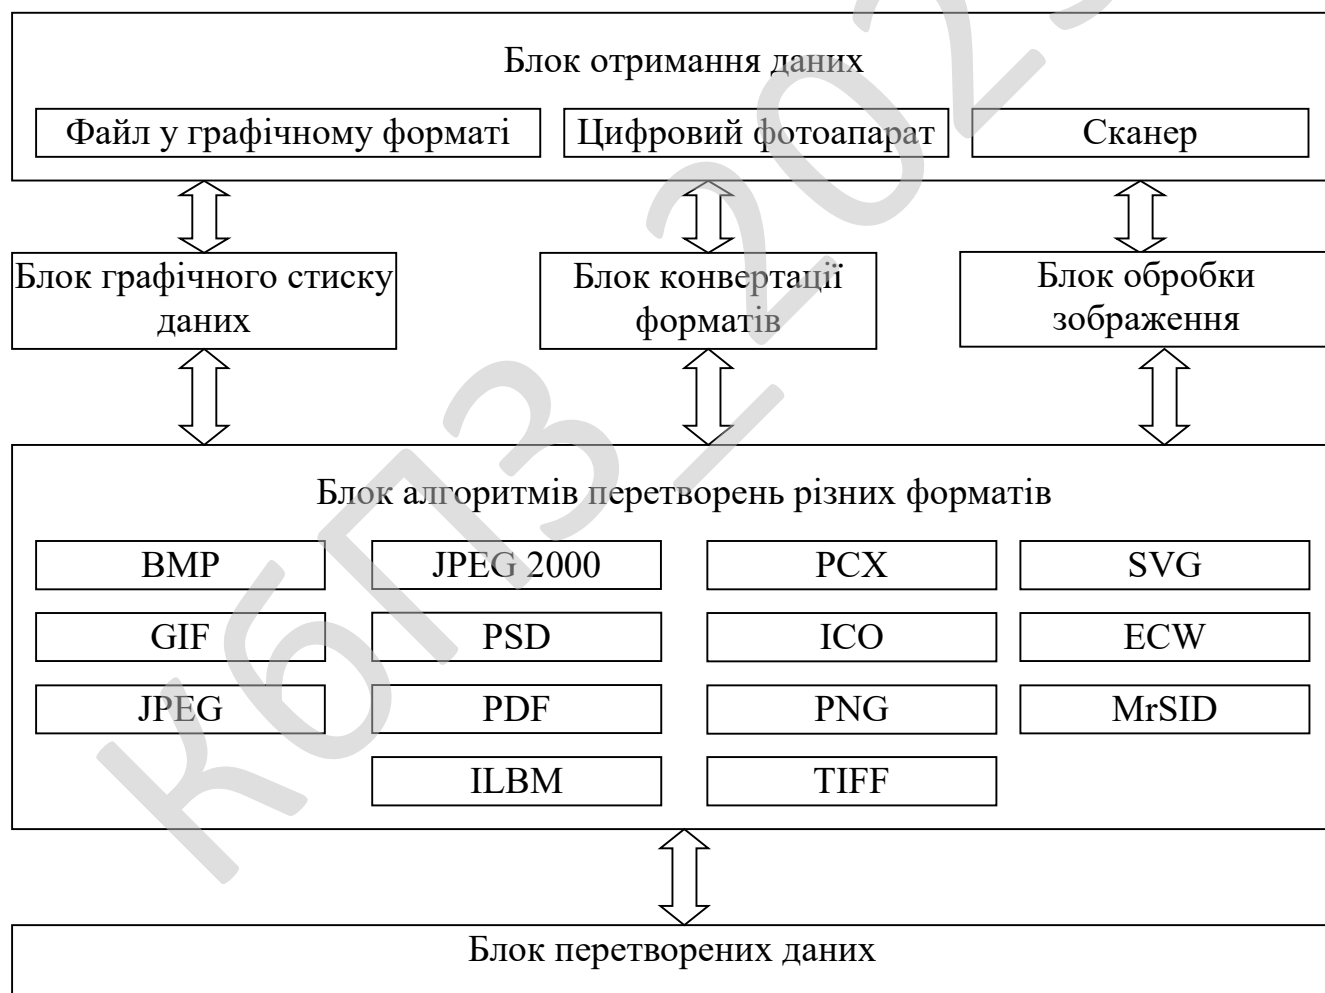 Блок отримання даних
Файл у графічному форматі
Цифровий фотоапарат
Сканер
Блок графічного стиску
даних
Блок конвертації
форматів
Блок обробки
зображення
Блок алгоритмів перетворень різних форматів
BMP
JPEG 2000
PCX
SVG
GIF
PSD
ICO
ECW
JPEG
PDF
PNG
MrSID
ILBM
TIFF
Блок перетворених даних